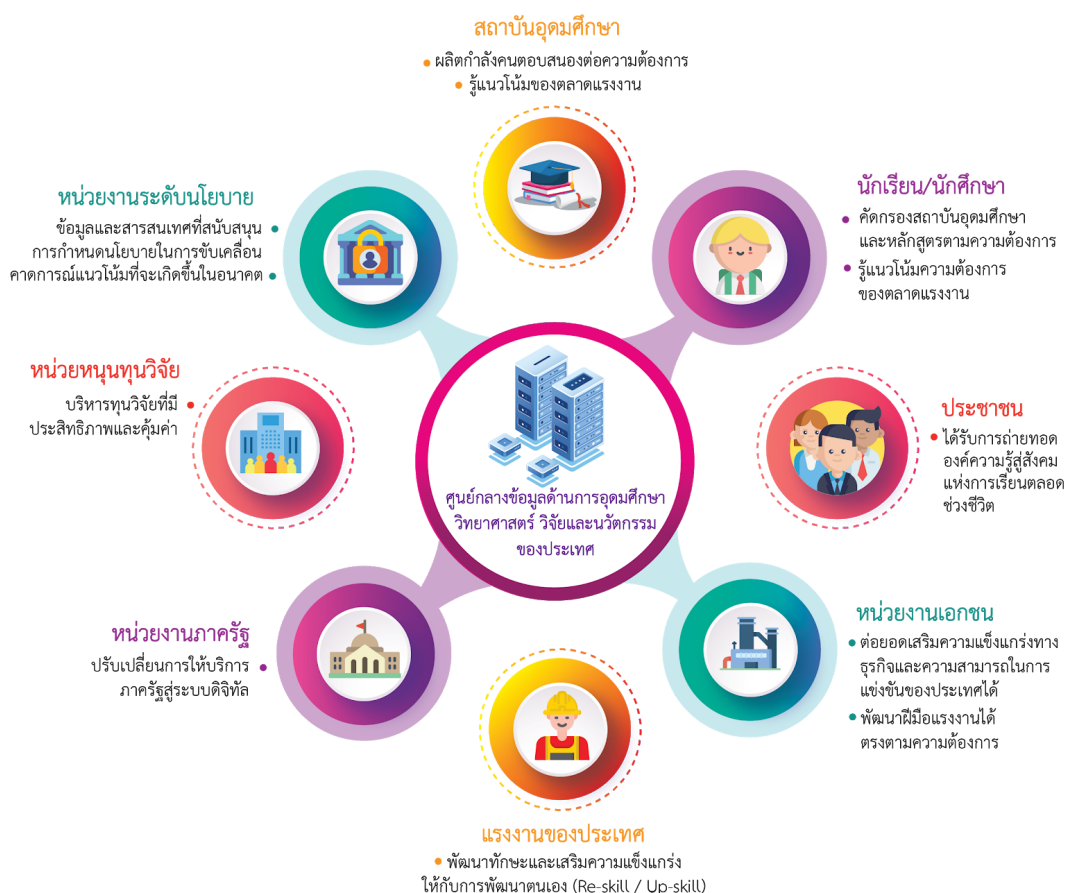 สถาบันอุดมศึกษา
• ผลิตกำลังคนตอบสนองต่อความต้องการ
• รู้แนวโน้มของตลาดแรงงาน
หน่วยงานระดับนโยบาย
ข้อมูลและสารสนเทศที่สนับสนุน •
การกำหนดนโยบายในการขับเคลื่อน
คาดการณ์แนวโน้มที่จะเกิดขึ้นในอนาคต •
นักเรียน/นักศึกษา
• คัดกรองสถาบันอุดมศึกษา
และหลักสูตรตามความต้องการ
• รู้แนวโน้มความต้องการ
ของตลาดแรงงาน
หน่วยหนุนทุนวิจัย
บริหารทุนวิจัยที่มี •
ประสิทธิภาพและคุ้มค่า
ประชาชน
• ได้รับการถ่ายทอด
องค์ความรู้สู่สังคม
แห่งการเรียนตลอด
ช่วงชีวิต
ศูนย์กลางข้อมูลด้านการอุดมศึกษา
วิทยาศาสตร์ วิจัยและนวัตกรรม
ของประเทศ
หน่วยงานภาครัฐ
ปรับเปลี่ยนการให้บริการ •
ภาครัฐสู่ระบบดิจิทัล
หน่วยงานเอกชน
• ต่อยอดเสริมความแข็งแกร่งทาง
ธุรกิจและความสามารถในการ
แข่งขันของประเทศได้
• พัฒนาฝีมือแรงงานได้
ตรงตามความต้องการ
แรงงานของประเทศ
• พัฒนาทักษะและเสริมความแข็งแกร่ง
ให้กับการพัฒนาตนเอง (Re-skill / Up-skill)